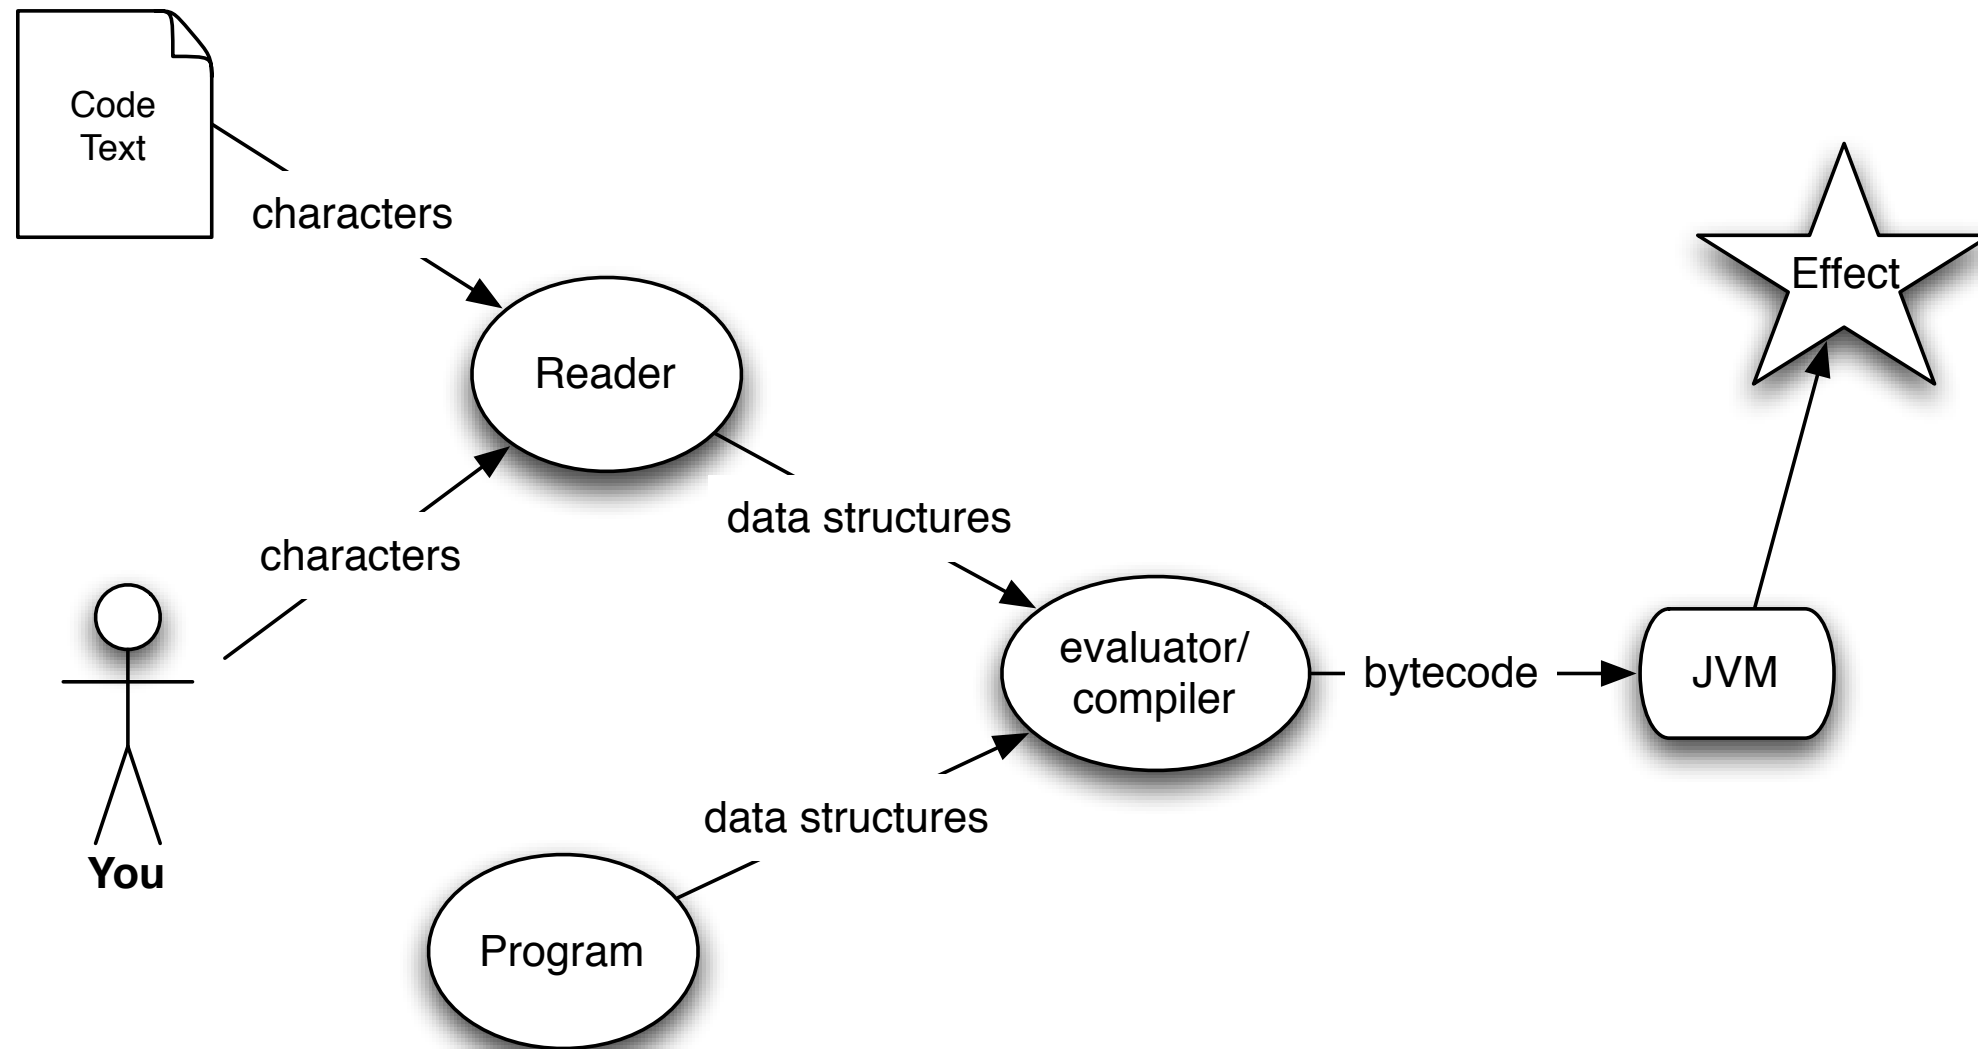 Code
Text
characters
Effect
Reader
data structures
characters
evaluator/
compiler
bytecode
JVM
data structures
You
Program